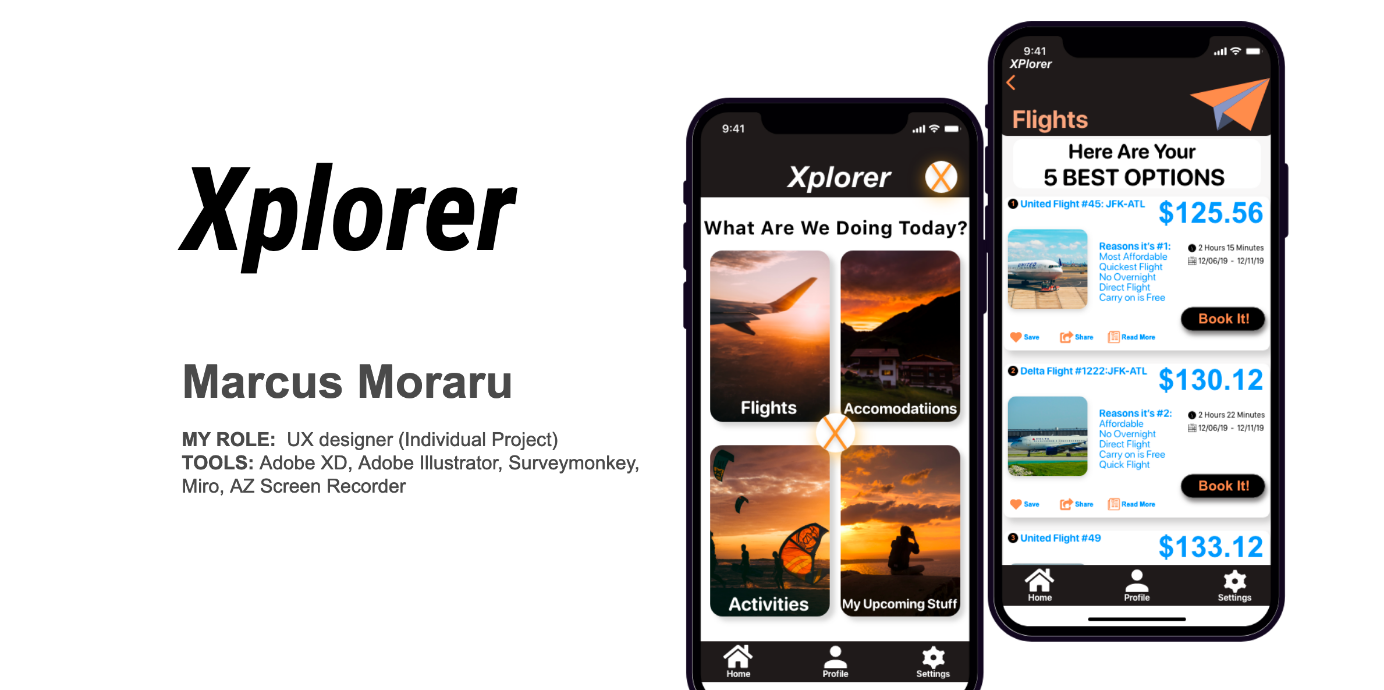 Xplorer
Marcus Moraru
MY ROLE:  UX designer (Individual Project)
TOOLS: Adobe XD, Adobe Illustrator, Surveymonkey,
Miro, AZ Screen Recorder
9:41
Xplorer
What Are We Doing Today?
Flights
Accomodatiions
Activities
My Upcoming Stuff
Home
Profile
Settings
9:41
XPlorer
Flights
Here Are Your
5 BEST OPTIONS
1 United Flight #45: JFK-ATL
$125.56
Reasons it's #1:
Most Affordable
Quickest Flight
No Overnight
Direct Flight
Carry on is Free
2 Hours 15 Minutes
12/06/19 - 12/11/19
Book It!
Save
Share
Read More
2 Delta Flight #1222:JFK-ATL
$130.12
Reasons it's #2:
Affordable
No Overnight
Direct Flight
Carry on is Free
Quick Flight
2 Hours 22 Minutes
12/06/19 - 12/11/19
Book It!
Save
Share
Read More
3 United Flight #49
$133.12
Home
Profile
Settings